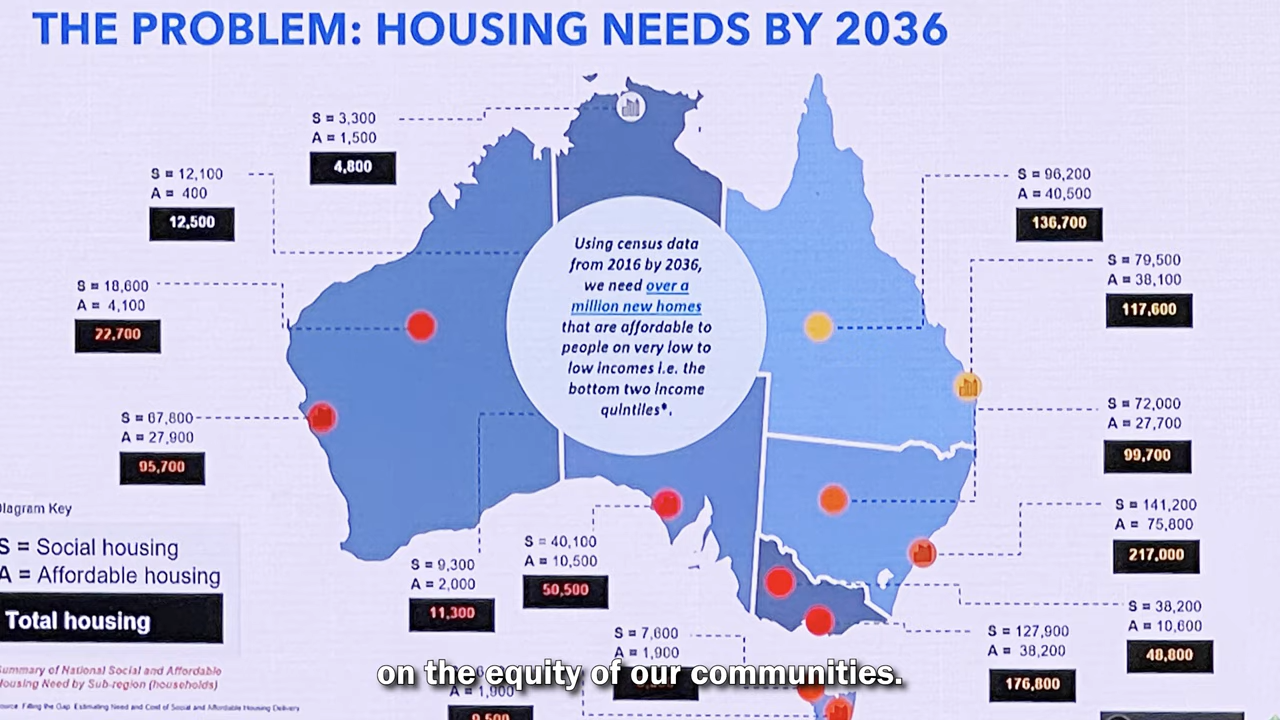 THE PROBLEM: HOUSING NEEDS BY 2036
S = 3,300
A = 1,500
4,800
S = 12,100
A = 400
12,500
S = 18,600
A = 4,100
22,700
S = 67,800
A = 27,900
95,700
Using census data
from 2016 by 2036,
we need over a
million new homes
that are affordable to
people on very low to
low incomes i.e. the
bottom two income
quintiles*.
S = 96,200
A = 40,500
136,700
S = 79,500
A = 38,100
117,600
S = 72,000
A = 27,700
99,700
S = 141,200
A = 75,800
217,000
S = 38,200
A = 10,600
48,800
S = 127,900
A = 38,200
176,800
S = 40,100
A = 10,500
50,500
S = 9,300
A = 2,000
11,300
S = 7,600
A = 1,900
A = 1,900
9,500
Diagram Key
S = Social housing
A = Affordable housing
Total housing
Summary of National Social and Affordable
Housing Need by Sub-region (households)
Source: Filling the Gap: Estimating Need and Cost of Social and Affordable Housing Delivery
on the equity of our communities.